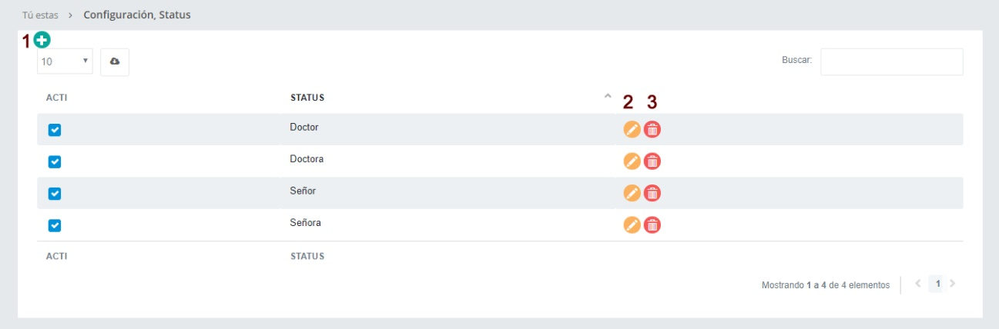 Tú estas > Configuración, Status
1
10
Buscar:
ACTI STATUS 2 3
Doctor
Doctora
Señor
Señora
ACTI STATUS
Mostrando 1 a 4 de 4 elementos < 1 >